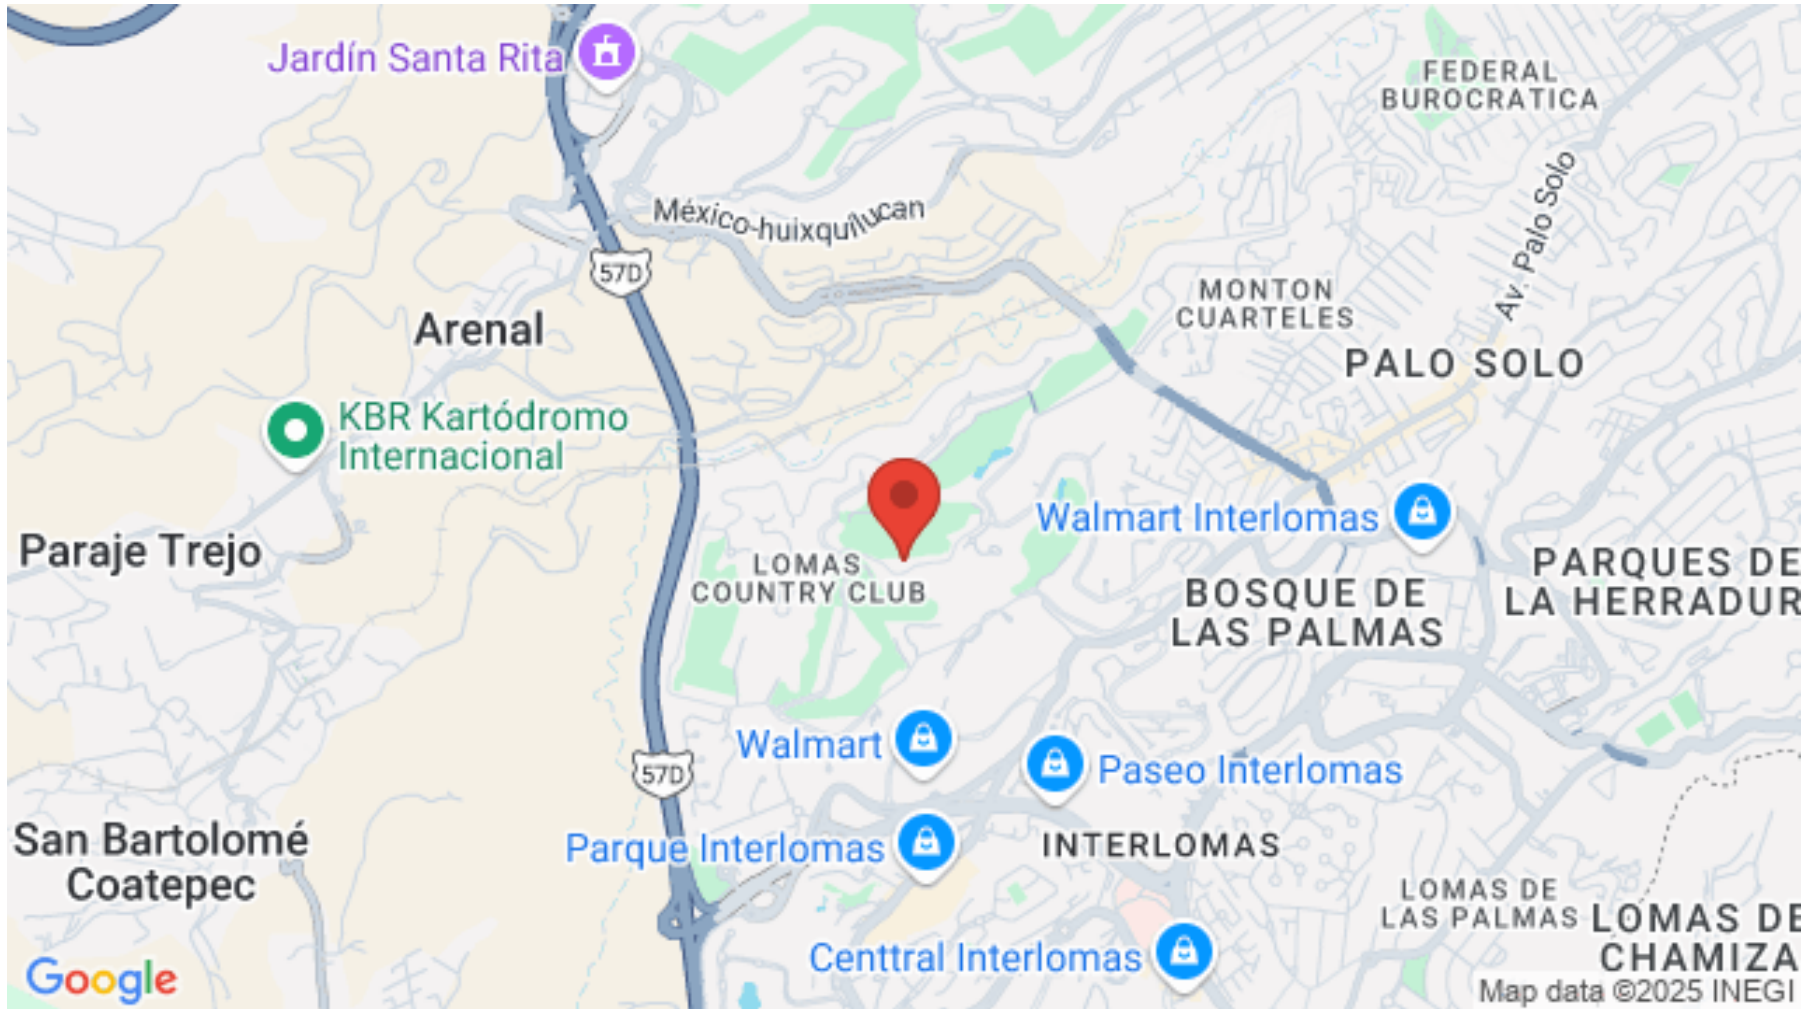 Jardín Santa Rita
FEDERAL
BUROCRATICA
México-huixquilucan
Av. Palo Solo
57D
MONTON
CUARTELES
Arenal
PALO SOLO
KBR Kartódromo
Internacional
Walmart Interlomas
Paraje Trejo
LOMAS
COUNTRY CLUB
BOSQUE DE
LAS PALMAS
PARQUES DE
LA HERRADUR
Walmart
57D
Paseo Interlomas
San Bartolomé
Coatepec
Parque Interlomas
INTERLOMAS
LOMAS DE
LAS PALMAS
LOMAS DE
CHAMIZA
Centtral Interlomas
Google
Map data ©2025 INEGI